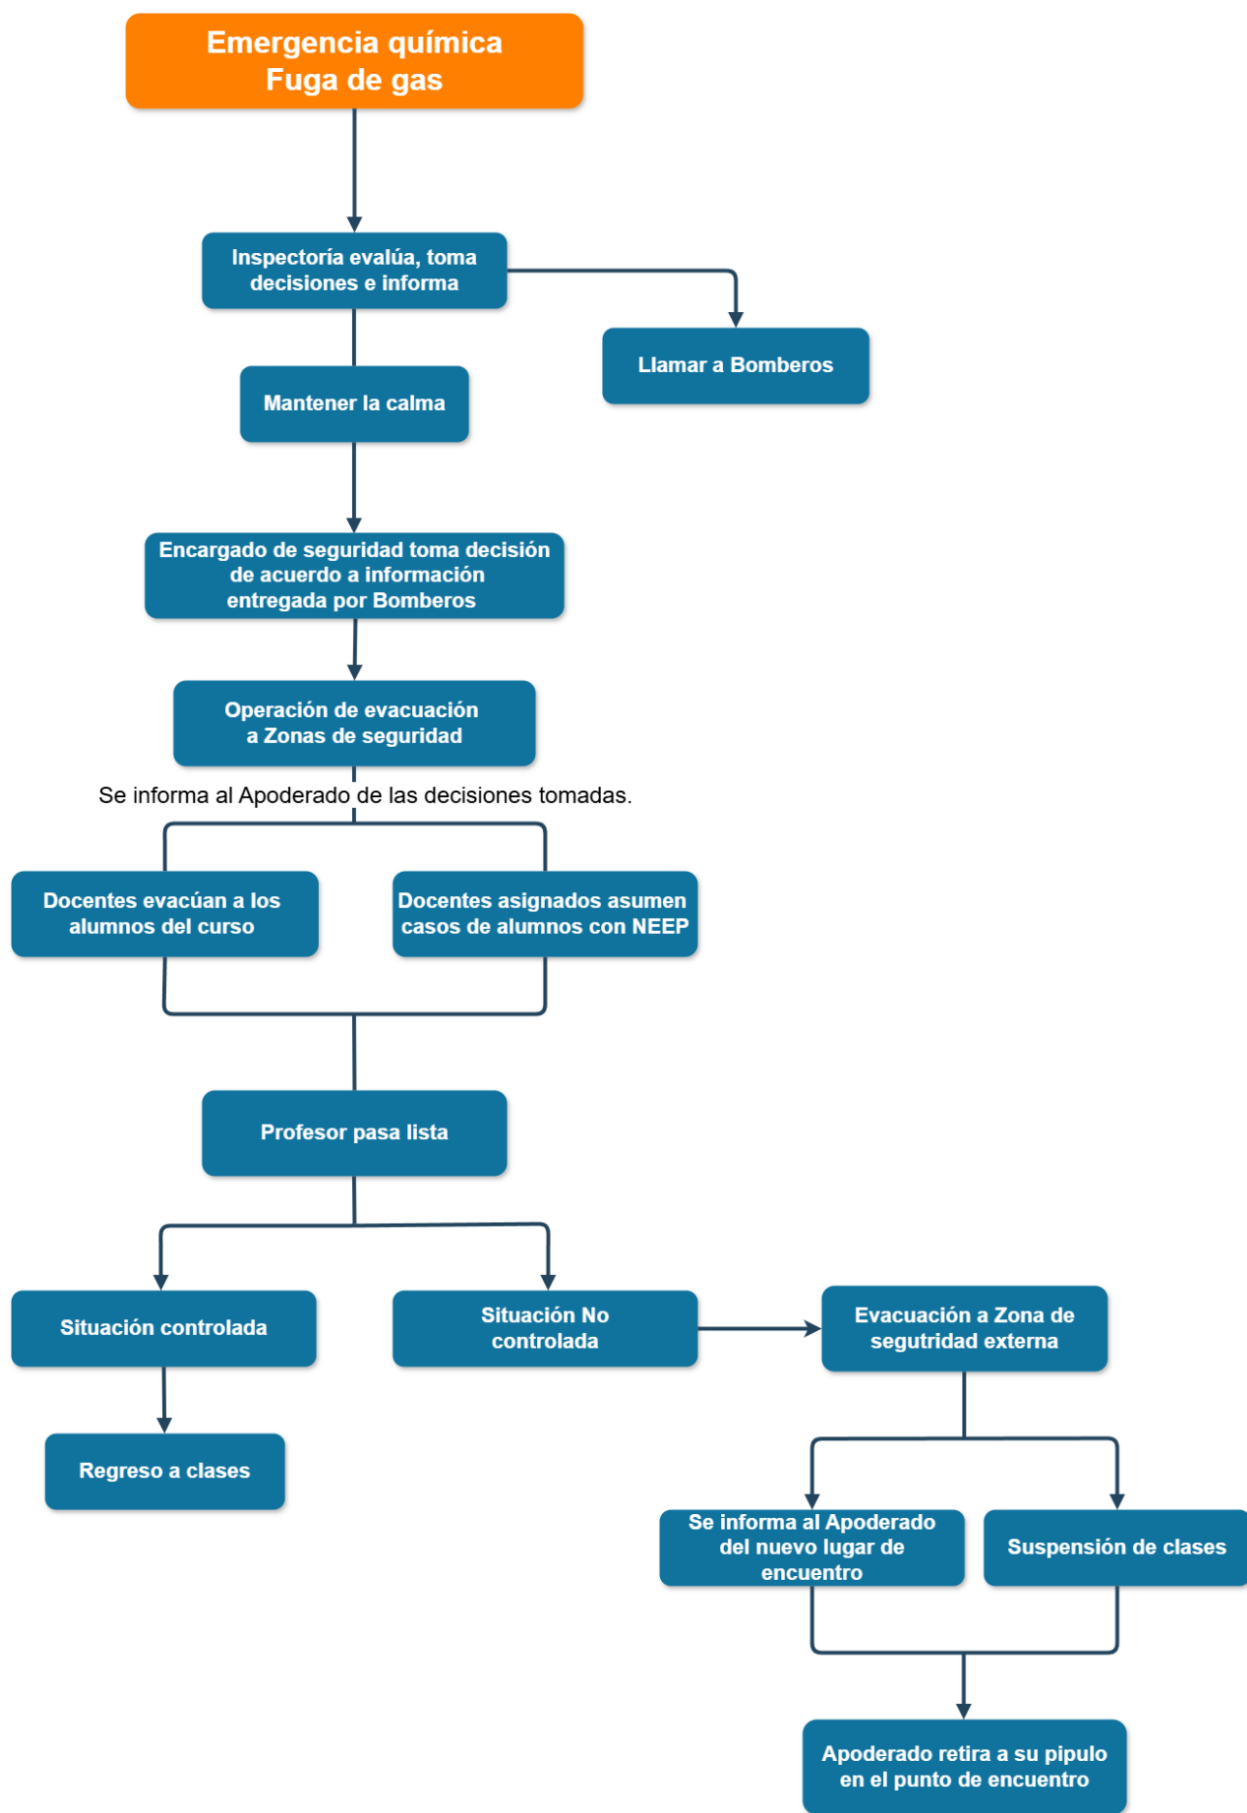 Emergencia química
Fuga de gas
Inspectoría evalúa, toma
decisiones e informa
Llamar a Bomberos
Mantener la calma
Encargado de seguridad toma decisión
de acuerdo a información
entregada por Bomberos
Operación de evacuación
a Zonas de seguridad
Se informa al Apoderado de las decisiones tomadas.
Docentes evacúan a los
alumnos del curso
Docentes asignados asumen
casos de alumnos con NEEP
Profesor pasa lista
Situación controlada
Situación No
controlada
Evacuación a Zona de
segutridad externa
Regreso a clases
Se informa al Apoderado
del nuevo lugar de
encuentro
Suspensión de clases
Apoderado retira a su pipulo
en el punto de encuentro